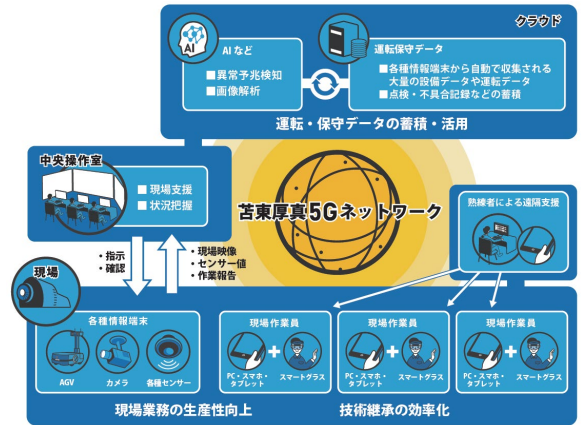 クラウド
AI
AIなど
■異常予兆検知
■画像解析
運転保守データ
■各種情報端末から自動で収集される
大量の設備データや運転データ
■点検・不具合記録などの蓄積
運転・保守データの蓄積・活用
中央操作室
■現場支援
■状況把握
苫東厚真5Gネットワーク
熟練者による遠隔支援
・指示
・確認
・現場映像
・センサー値
・作業報告
現場
各種情報端末
AGV
カメラ
各種センサー
現場作業員
+
PC・スマホ・
タブレット
スマートグラス
現場作業員
+
PC・スマホ・
タブレット
スマートグラス
現場作業員
+
PC・スマホ・
タブレット
スマートグラス
現場業務の生産性向上
技術継承の効率化